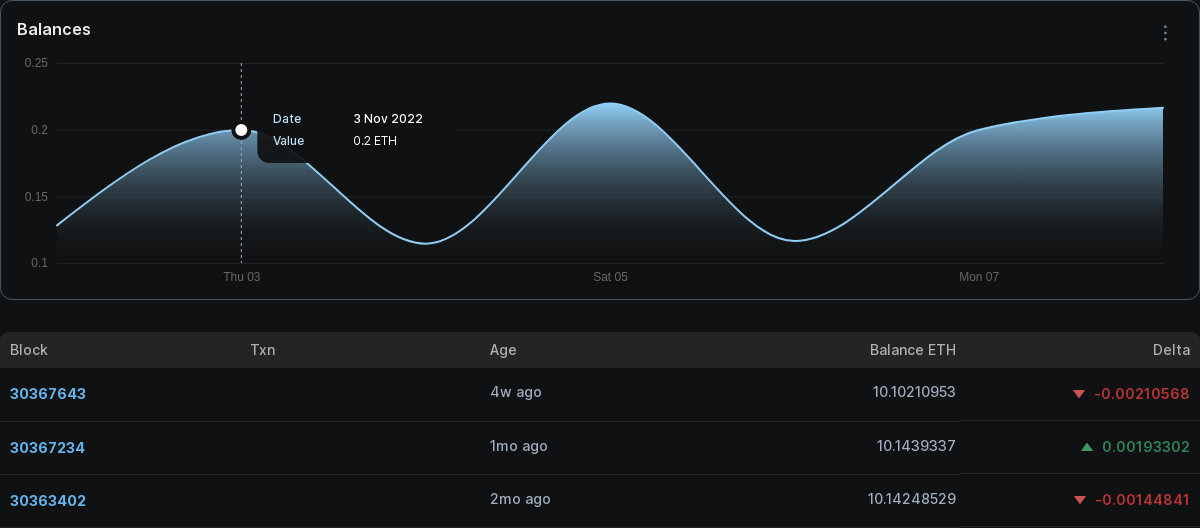 Balances
0.25
0.2
0.15
0.1
Date 3 Nov 2022
Value 0.2 ETH
Thu 03 Sat 05 Mon 07
Block Txn Age Balance ETH Delta
30367643 4w ago 10.10210953 -0.00210568
30367234 1mo ago 10.1439337 0.00193302
30363402 2mo ago 10.14248529 -0.00144841